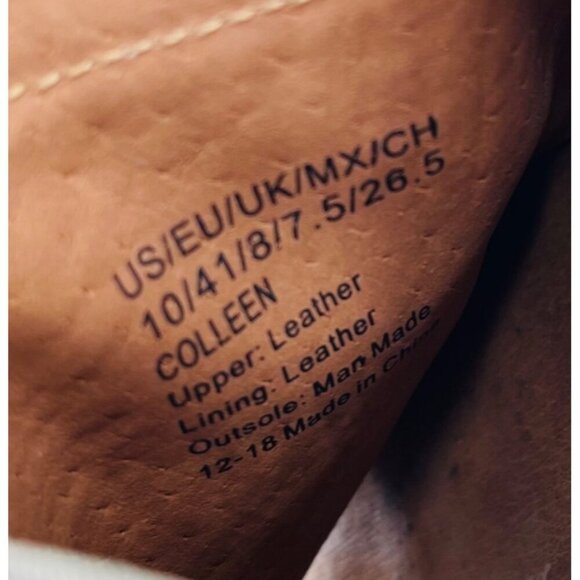 US/EU/UK/MX/CH
10/41/8/7.5/26.5
COLLEEN
Upper: Leather
Lining: Leather
Outsole: Man Made
12-18 Made in China